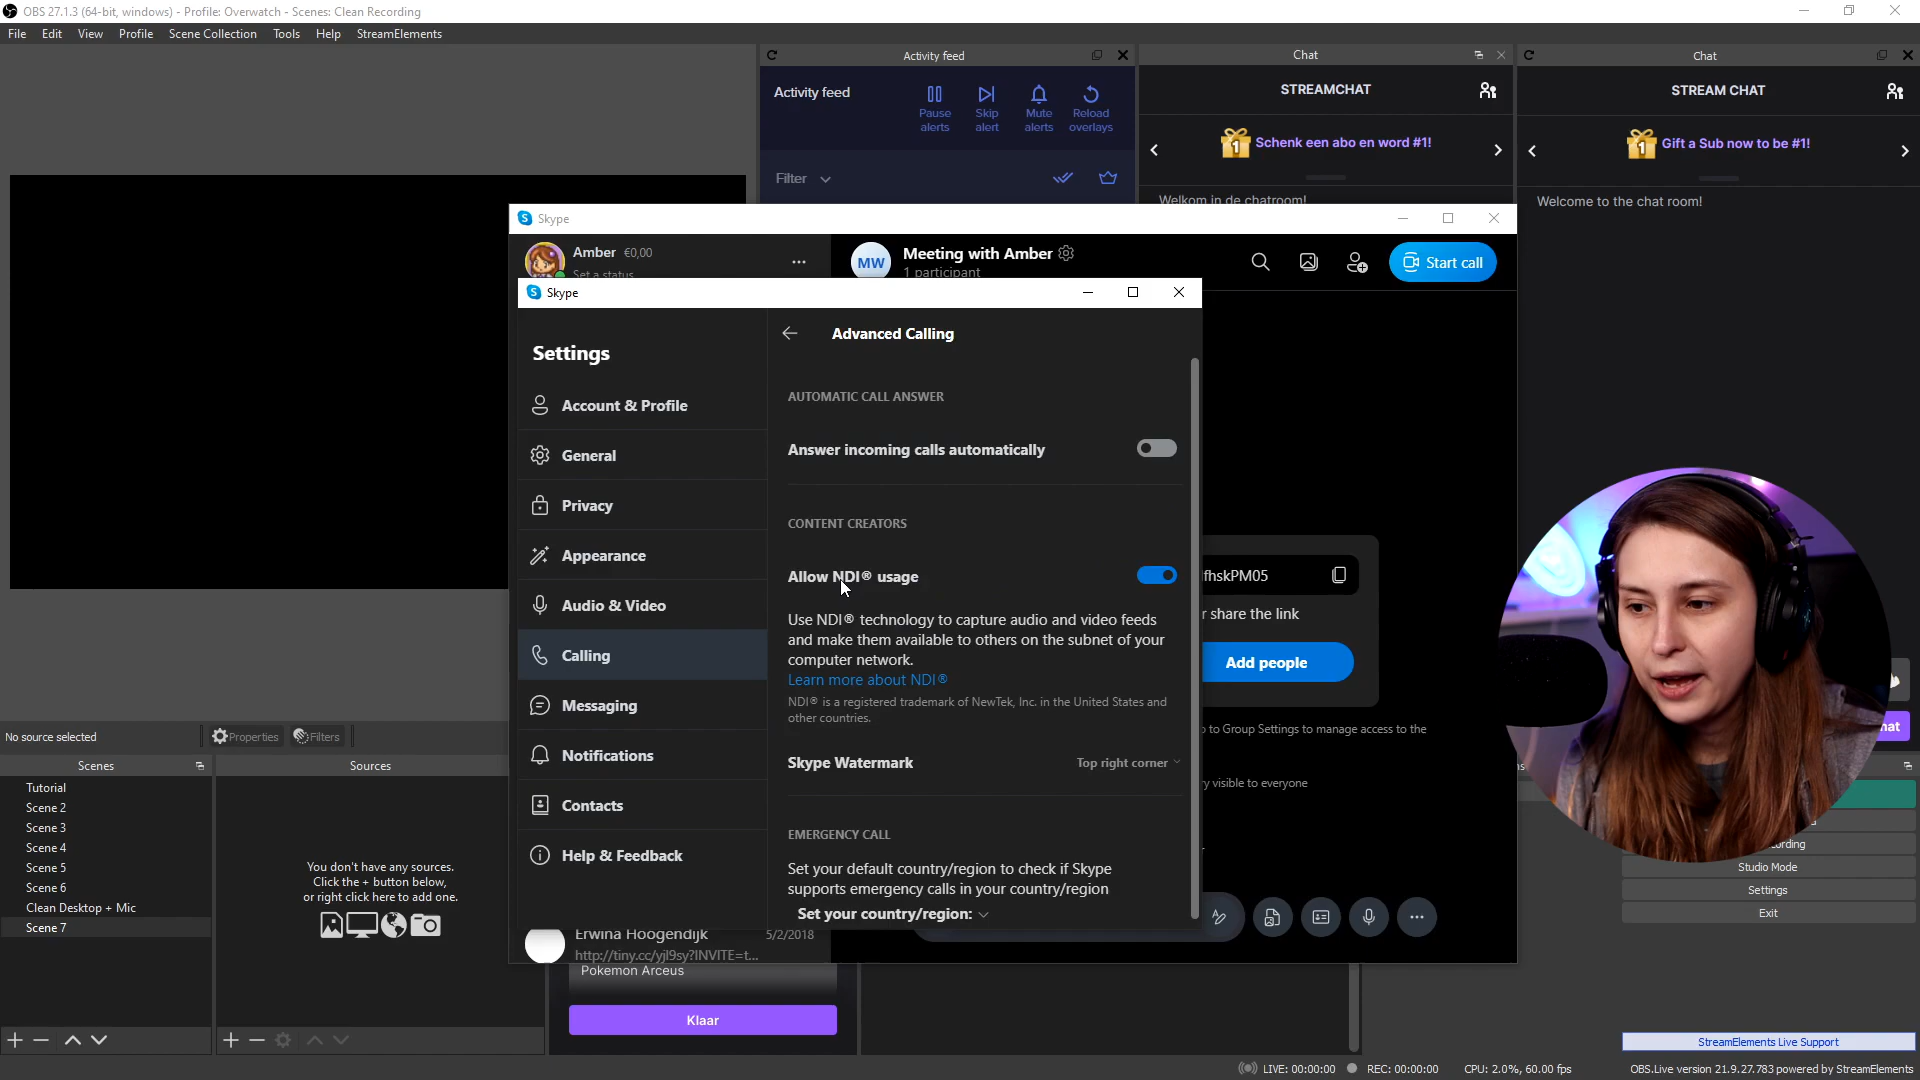 OBS 27.1.3 (64-bit, windows) - Profile: Overwatch - Scenes: Clean Recording
File Edit View Profile Scene Collection Tools Help StreamElements
Activity feed
Chat
Chat
Activity feed
Pause alerts
Skip alert
Mute alerts
Reload overlays
Filter
STREAMCHAT
1 Schenk een abo en word #1!
Welkom in de chatroom!
STREAM CHAT
1 Gift a Sub now to be #1!
Welcome to the chat room!
S Skype
Amber €0,00
Set a status
MW
Meeting with Amber
1 participant
Start call
S Skype
Settings
Account & Profile
General
Privacy
Appearance
Audio & Video
Calling
Messaging
Notifications
Contacts
Help & Feedback
Advanced Calling
AUTOMATIC CALL ANSWER
Answer incoming calls automatically
CONTENT CREATORS
Allow NDI® usage
Use NDI® technology to capture audio and video feeds
and make them available to others on the subnet of your
computer network.
Learn more about NDI®
NDI® is a registered trademark of NewTek, Inc. in the United States and
other countries.
Skype Watermark Top right corner
EMERGENCY CALL
Set your default country/region to check if Skype
supports emergency calls in your country/region
Set your country/region:
fhskPM05
r share the link
Add people
to Group Settings to manage access to the
y visible to everyone
Erwina Hoogendijk 5/2/2018
http://tiny.cc/yjl9sy?INVITE=t...
Pokemon Arceus
Klaar
No source selected
Properties
Filters
Scenes
Sources
Tutorial
Scene 2
Scene 3
Scene 4
Scene 5
Scene 6
Clean Desktop + Mic
Scene 7
You don't have any sources.
Click the + button below,
or right click here to add one.
hat
ns
ording
Studio Mode
Settings
Exit
StreamElements Live Support
LIVE: 00:00:00 REC: 00:00:00 CPU: 2.0%, 60.00 fps OBS.Live version 21.9.27.783 powered by StreamElements